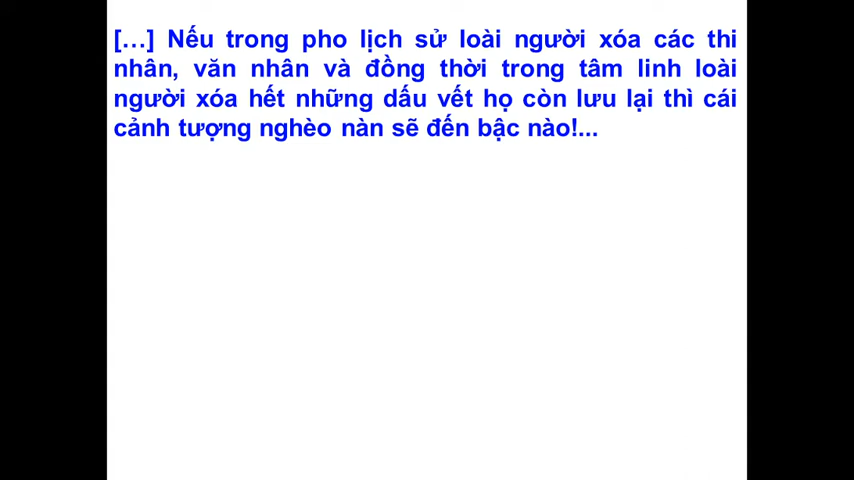 […] Nếu trong pho lịch sử loài người xóa các thi
nhân, văn nhân và đồng thời trong tâm linh loài
người xóa hết những dấu vết họ còn lưu lại thì cái
cảnh tượng nghèo nàn sẽ đến bậc nào!...